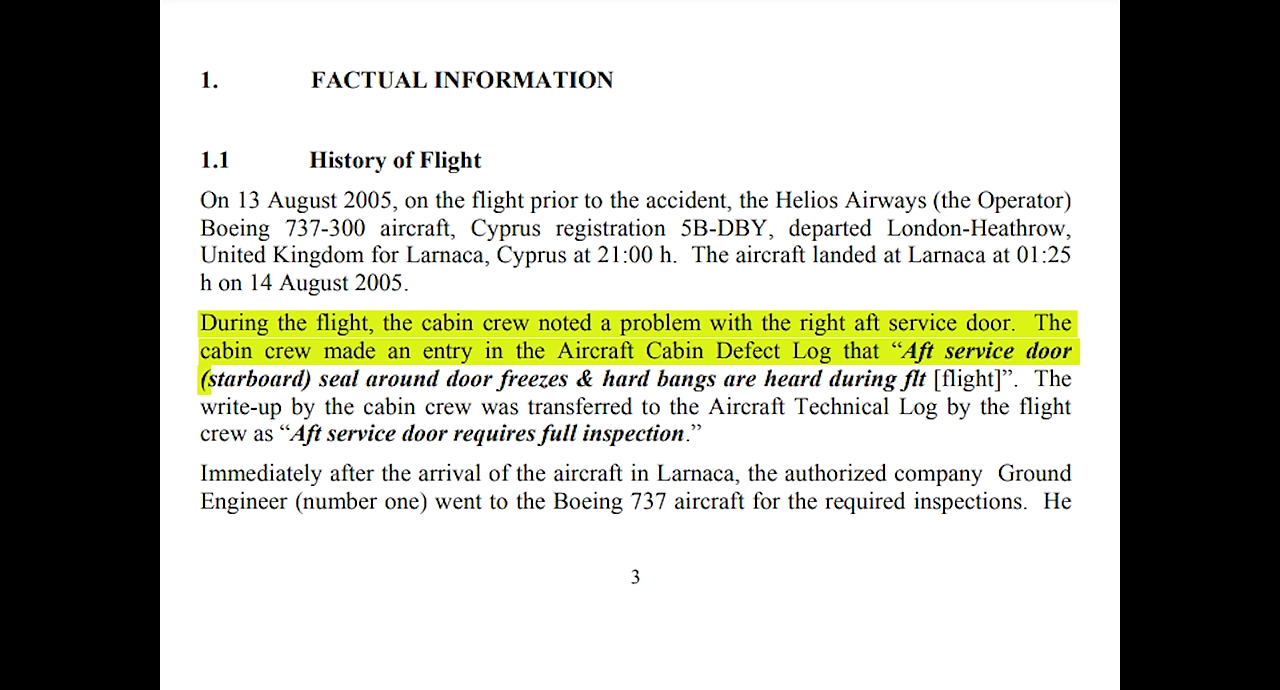 1. FACTUAL INFORMATION
1.1 History of Flight
On 13 August 2005, on the flight prior to the accident, the Helios Airways (the Operator)
Boeing 737-300 aircraft, Cyprus registration 5B-DBY, departed London-Heathrow,
United Kingdom for Larnaca, Cyprus at 21:00 h. The aircraft landed at Larnaca at 01:25
h on 14 August 2005.
During the flight, the cabin crew noted a problem with the right aft service door. The
cabin crew made an entry in the Aircraft Cabin Defect Log that “Aft service door
(starboard) seal around door freezes & hard bangs are heard during flt [flight]”. The
write-up by the cabin crew was transferred to the Aircraft Technical Log by the flight
crew as “Aft service door requires full inspection.”
Immediately after the arrival of the aircraft in Larnaca, the authorized company Ground
Engineer (number one) went to the Boeing 737 aircraft for the required inspections. He
3